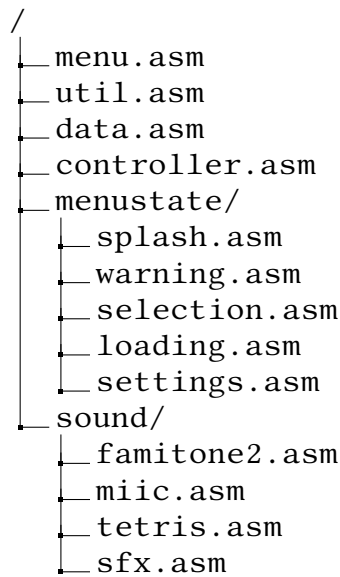 /
menu.asm
util.asm
data.asm
controller.asm
menustate/
splash.asm
warning.asm
selection.asm
loading.asm
settings.asm
sound/
famitone2.asm
miic.asm
tetris.asm
sfx.asm